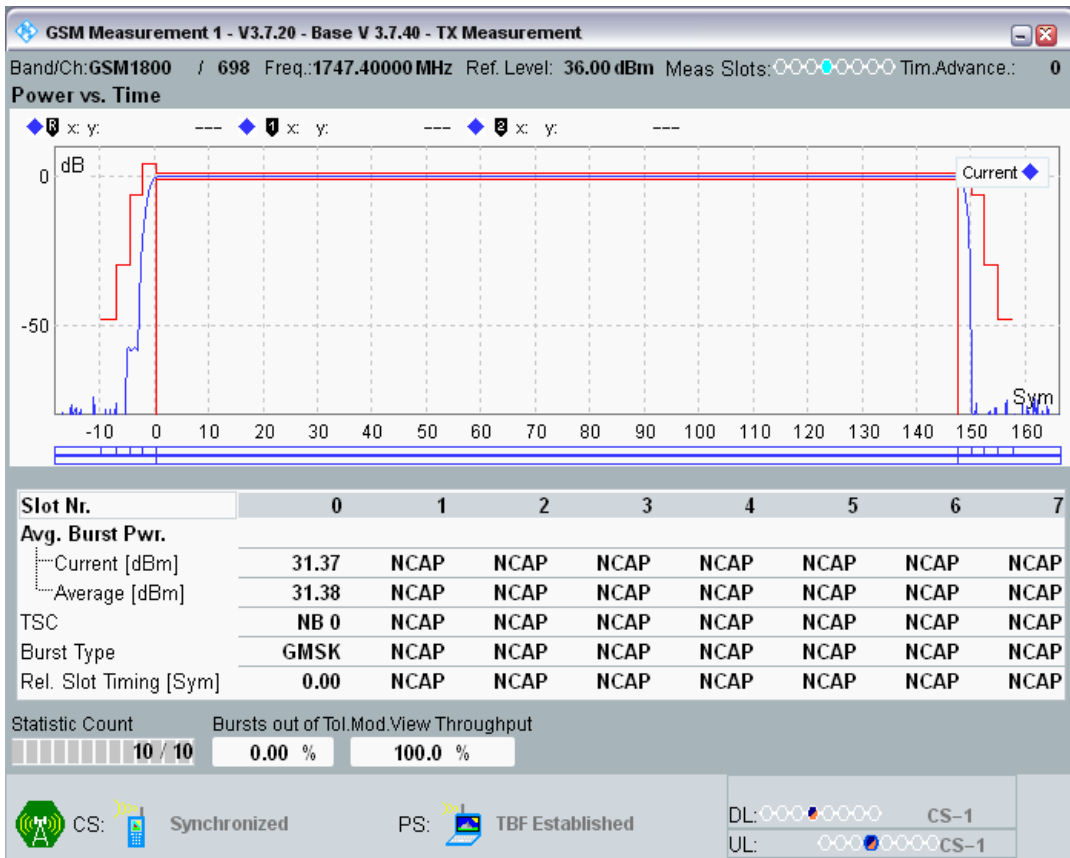 GSM Measurement 1 - V3.7.20 - Base V 3.7.40 - TX Measurement
Band/Ch:GSM1800 / 698 Freq.:1747.40000 MHz Ref. Level: 36.00 dBm Meas Slots: Tim.Advance.: 0
Power vs. Time
R x: y: --- 1 x: y: --- 2 x: y: ---
dB
0
Current
-50
Sym
-10 0 10 20 30 40 50 60 70 80 90 100 110 120 130 140 150 160
Slot Nr. 0 1 2 3 4 5 6 7
Avg. Burst Pwr.
Current [dBm] 31.37 NCAP NCAP NCAP NCAP NCAP NCAP NCAP
Average [dBm] 31.38 NCAP NCAP NCAP NCAP NCAP NCAP NCAP
TSC NB 0 NCAP NCAP NCAP NCAP NCAP NCAP NCAP
Burst Type GMSK NCAP NCAP NCAP NCAP NCAP NCAP NCAP
Rel. Slot Timing [Sym] 0.00 NCAP NCAP NCAP NCAP NCAP NCAP NCAP
Statistic Count Bursts out of Tol.Mod.View Throughput
10 / 10 0.00 % 100.0 %
CS: Synchronized PS: TBF Established
DL: CS-1
UL: CS-1